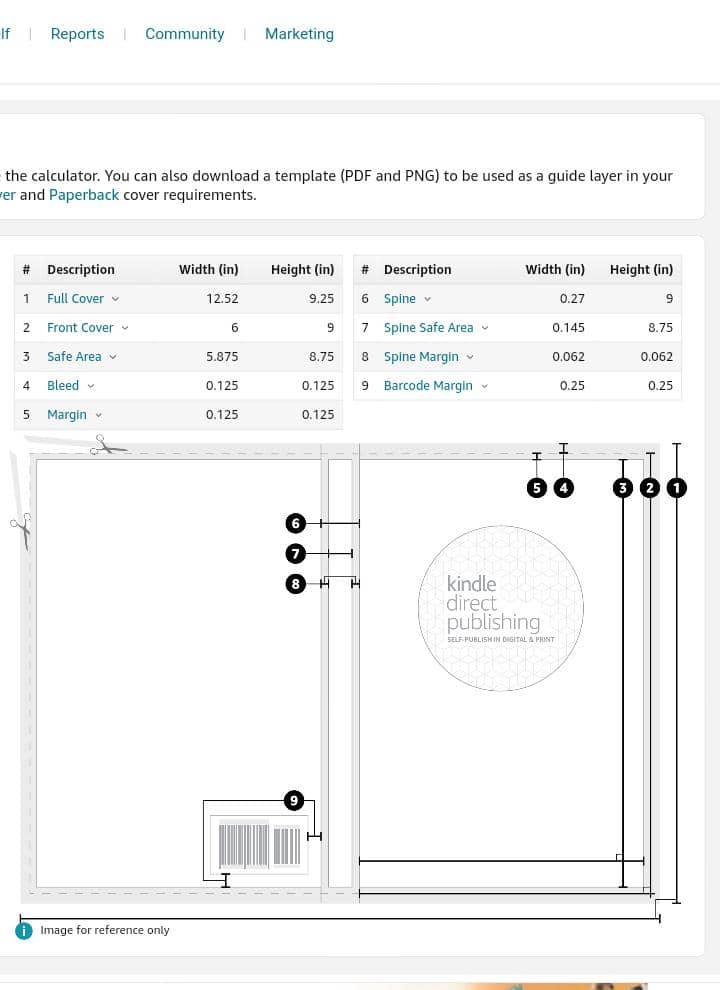 lf | Reports | Community | Marketing
the calculator. You can also download a template (PDF and PNG) to be used as a guide layer in your
er and Paperback cover requirements.
# Description Width (in) Height (in) # Description Width (in) Height (in)
1 Full Cover 12.52 9.25 6 Spine 0.27 9
2 Front Cover 6 9 7 Spine Safe Area 0.145 8.75
3 Safe Area 5.875 8.75 8 Spine Margin 0.062 0.062
4 Bleed 0.125 0.125 9 Barcode Margin 0.25 0.25
5 Margin 0.125 0.125
5 4 3 2 1
6
7
8
kindle
direct
publishing
SELF-PUBLISH IN DIGITAL & PRINT
9
i Image for reference only